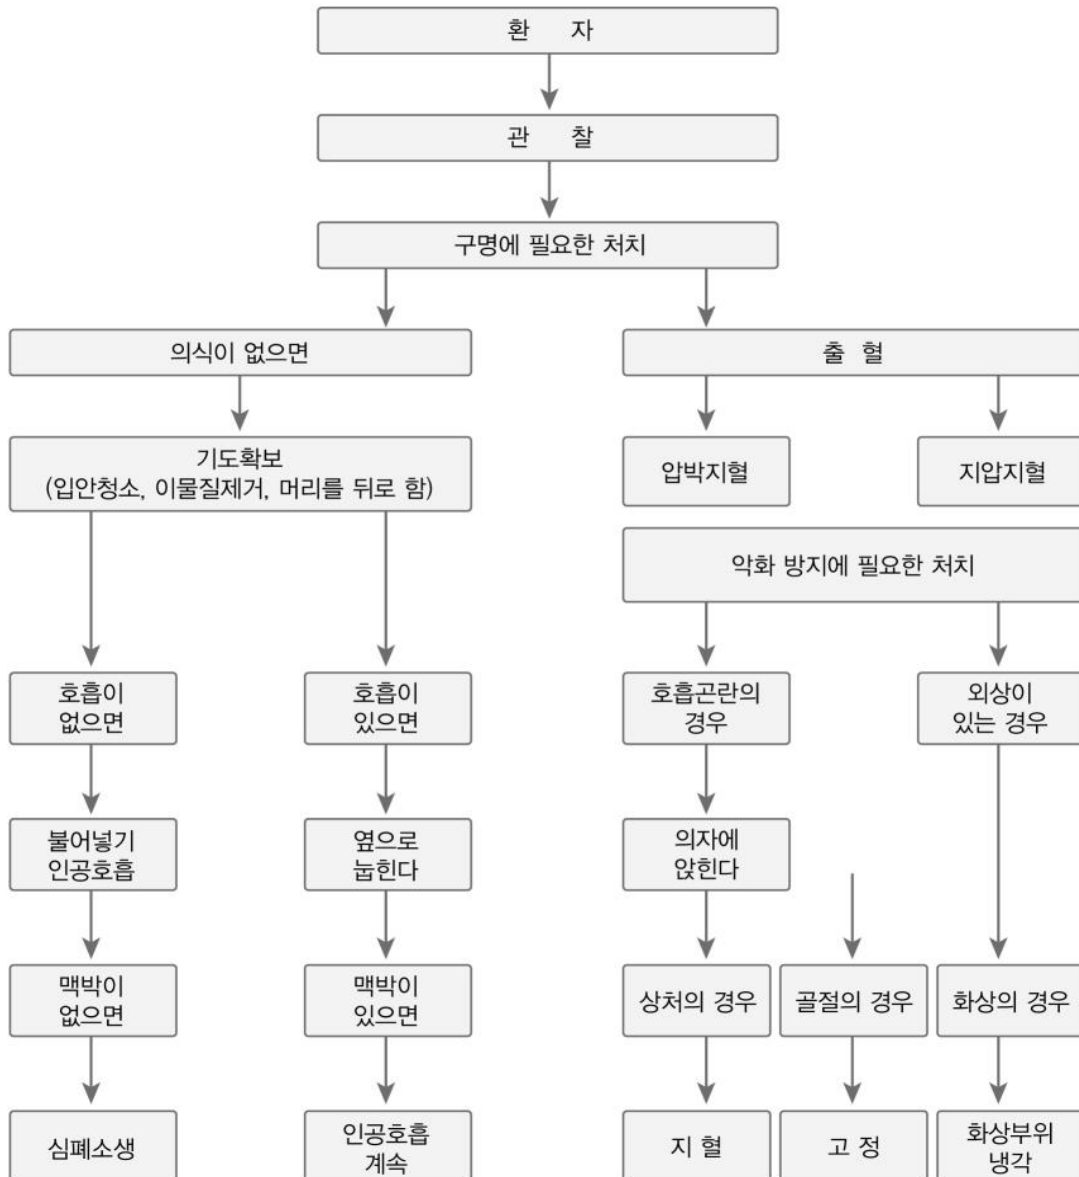 환 자
관 찰
구명에 필요한 처치
의식이 없으면
출 혈
기도확보
(입안청소, 이물질제거, 머리를 뒤로 함)
압박지혈
지압지혈
악화 방지에 필요한 처치
호흡이
없으면
호흡이
있으면
호흡곤란의
경우
외상이
있는 경우
불어넣기
인공호흡
옆으로
눕힌다
의자에
앉힌다
맥박이
없으면
맥박이
있으면
상처의 경우
골절의 경우
화상의 경우
심폐소생
인공호흡
계속
지 혈
고 정
화상부위
냉각